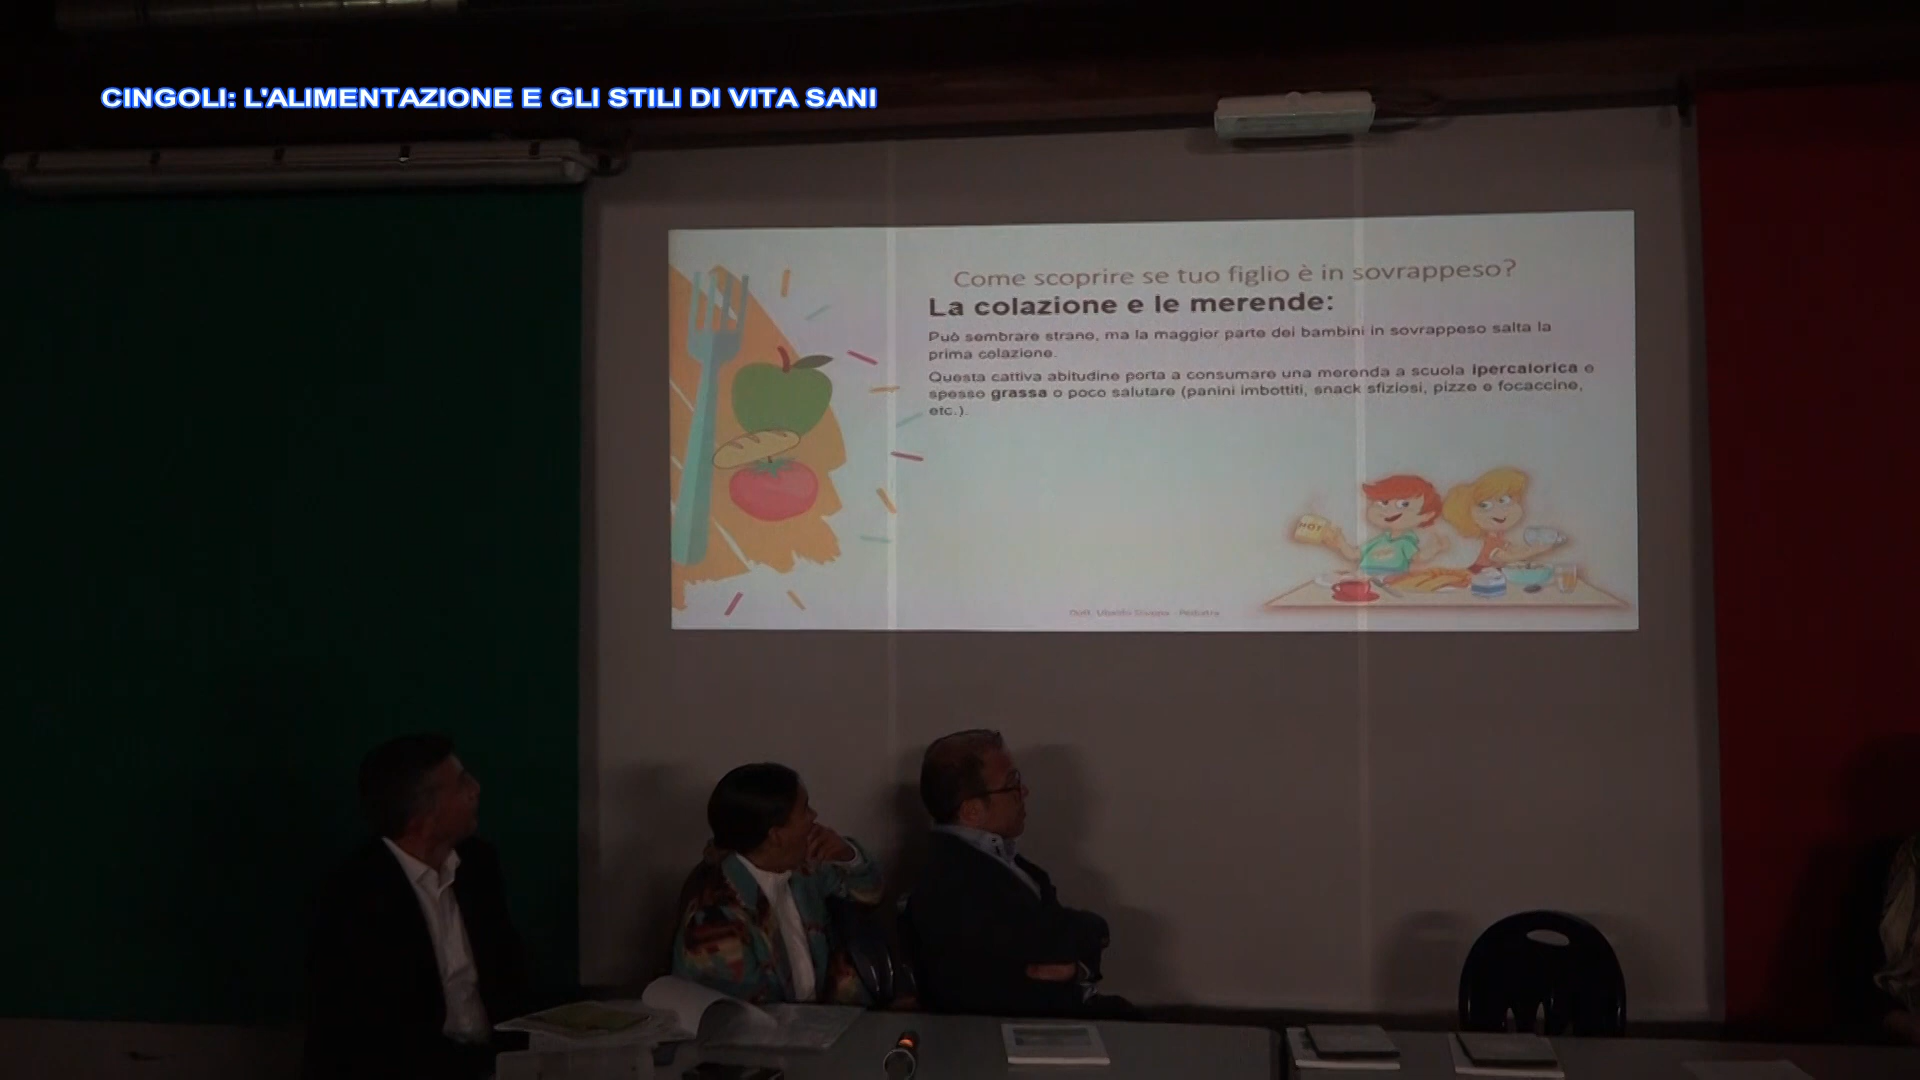 CINGOLI: L'ALIMENTAZIONE E GLI STILI DI VITA SANI
Come scoprire se tuo figlio è in sovrappeso?
La colazione e le merende:
Può sembrare strano, ma la maggior parte dei bambini in sovrappeso salta la
prima colazione.
Questa cattiva abitudine porta a consumare una merenda a scuola ipercalorica e
spesso grassa o poco salutare (panini imbottiti, snack sfiziosi, pizze e focaccine,
etc.).
HOT
Dott. - Pediatra